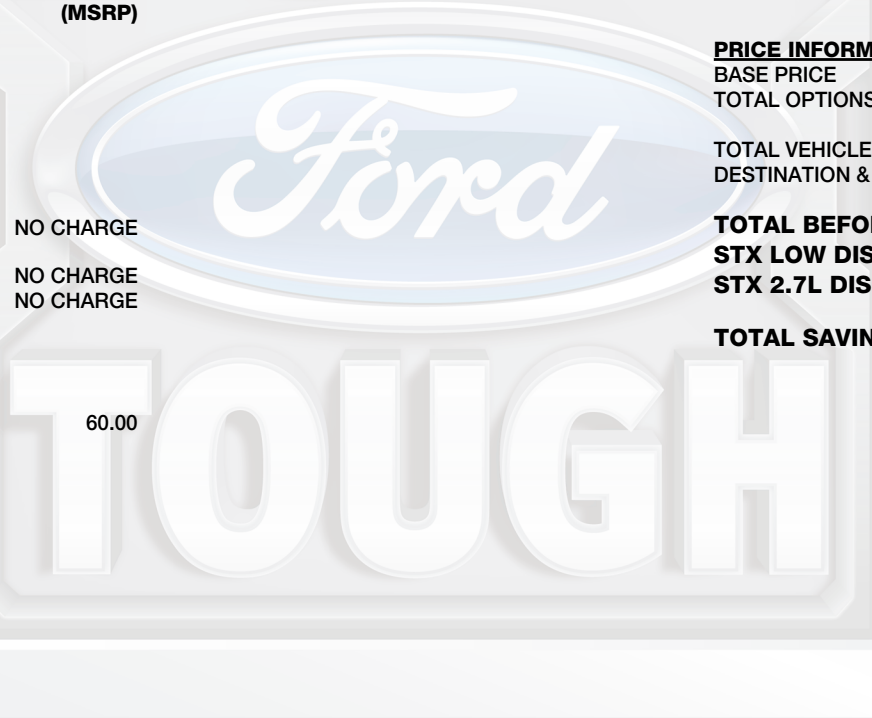 (MSRP)
NO CHARGE
NO CHARGE
NO CHARGE
60.00
PRICE INFORM
BASE PRICE
TOTAL OPTIONS
TOTAL VEHICLE
DESTINATION &
TOTAL BEFO
STX LOW DIS
STX 2.7L DIS
TOTAL SAVIN
Ford
TOUGH